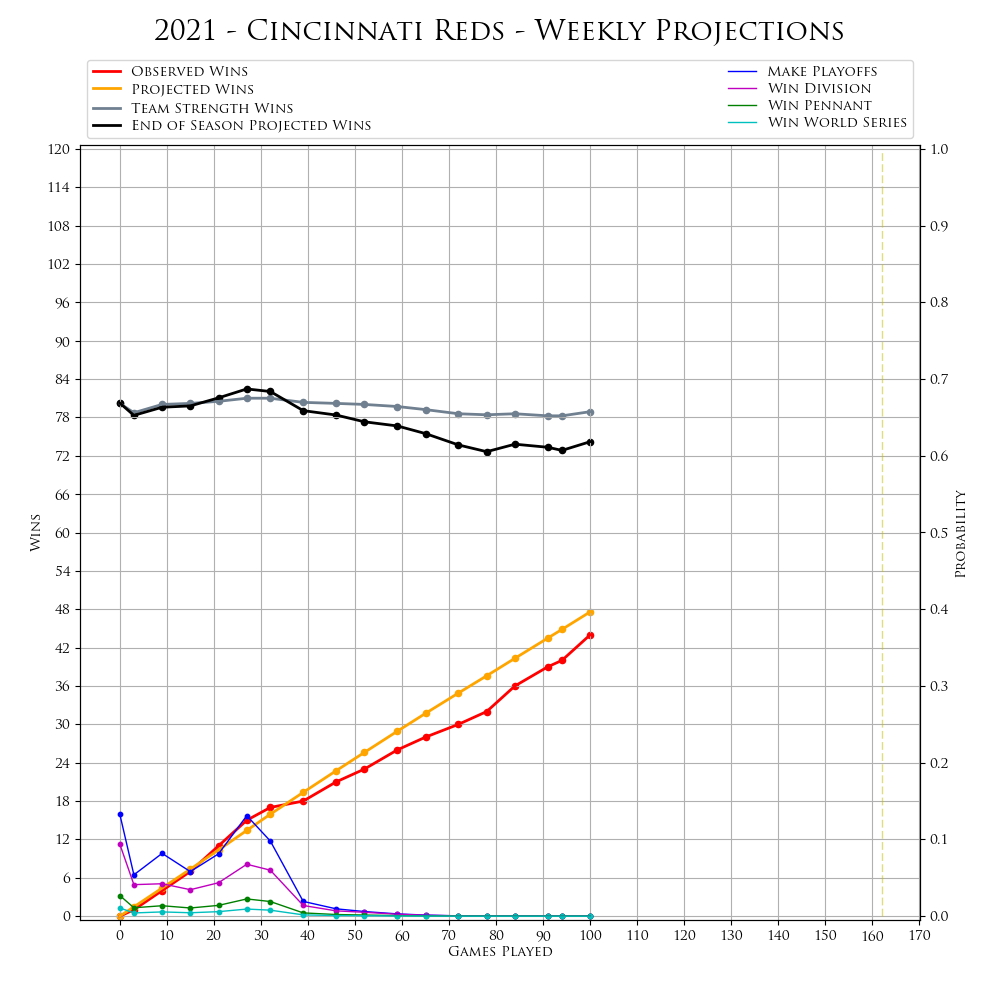 2021 - Cincinnati Reds - Weekly Projections
Observed Wins
Projected Wins
Team Strength Wins
End of Season Projected Wins
Make Playoffs
Win Division
Win Pennant
Win World Series
120
114
108
102
96
90
84
78
72
66
60
54
48
42
36
30
24
18
12
6
0
Wins
1.0
0.9
0.8
0.7
0.6
0.5
0.4
0.3
0.2
0.1
0.0
Probability
0 10 20 30 40 50 60 70 80 90 100 110 120 130 140 150 160 170
Games Played